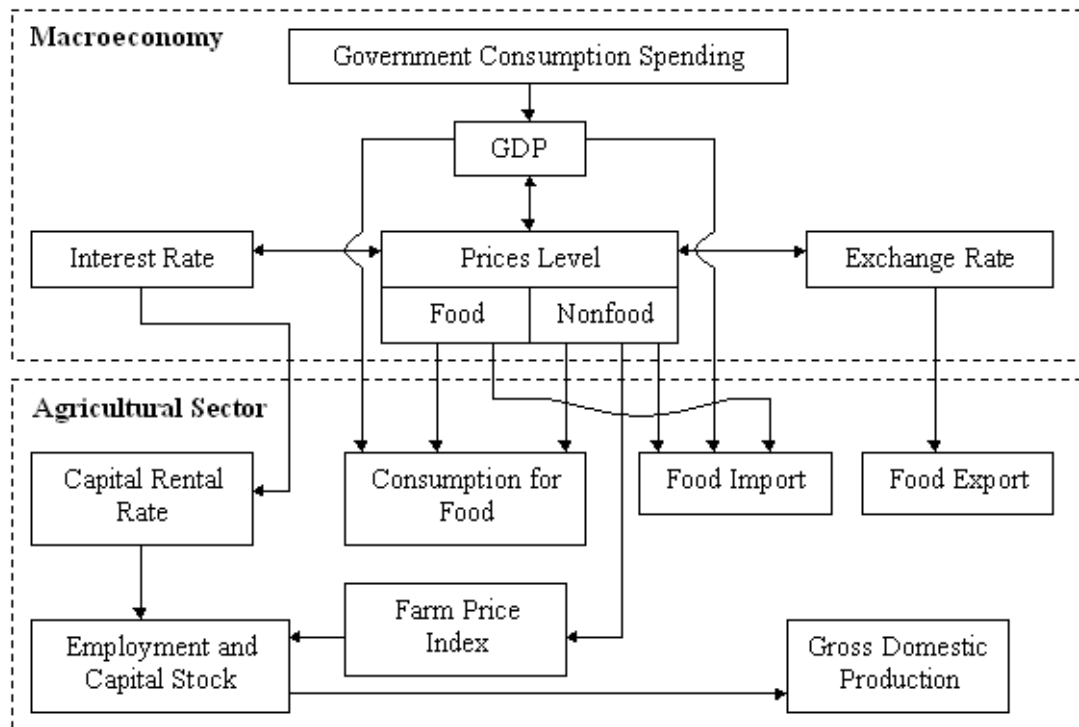 Macroeconomy
Government Consumption Spending
GDP
Interest Rate
Prices Level
Exchange Rate
Food
Nonfood
Agricultural Sector
Capital Rental
Rate
Consumption for
Food
Food Import
Food Export
Farm Price
Index
Employment and
Capital Stock
Gross Domestic
Production